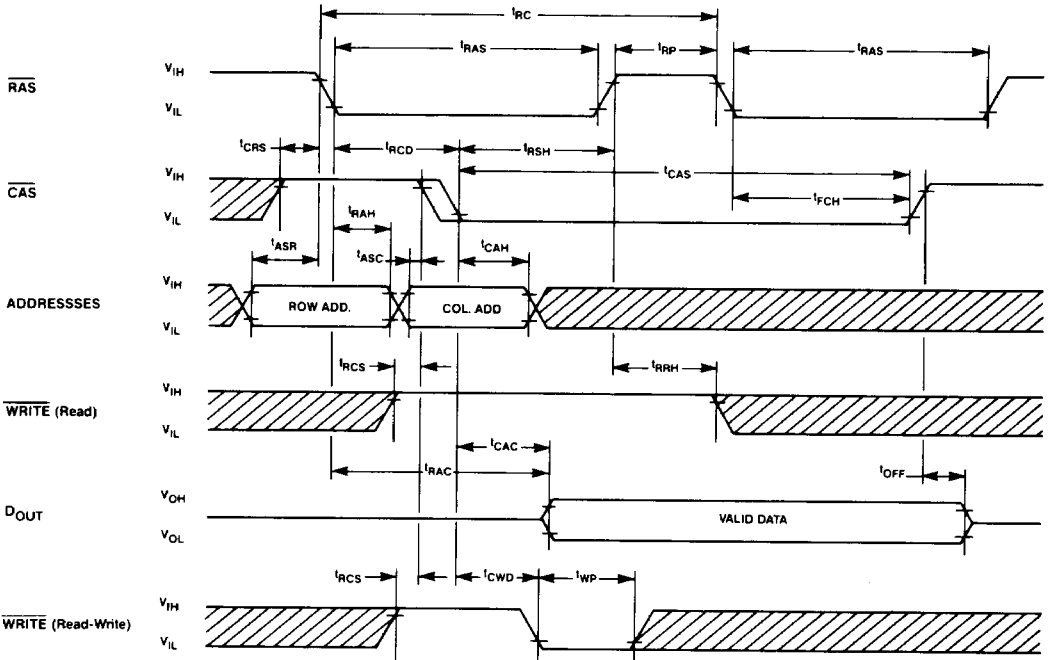 tRC
tRAS
tRP
tRAS
RAS
VIH
VIL
tCRS
tRCD
tRSH
CAS
VIH
VIL
tCAS
tRAH
tFCH
tASR
tASC
tCAH
ADDRESSSES
VIH
VIL
ROW ADD.
COL. ADD
tRCS
tRRH
WRITE (Read)
VIH
VIL
tCAC
tRAC
tOFF
DOUT
VOH
VOL
VALID DATA
tRCS
tCWD
tWP
WRITE (Read-Write)
VIH
VIL